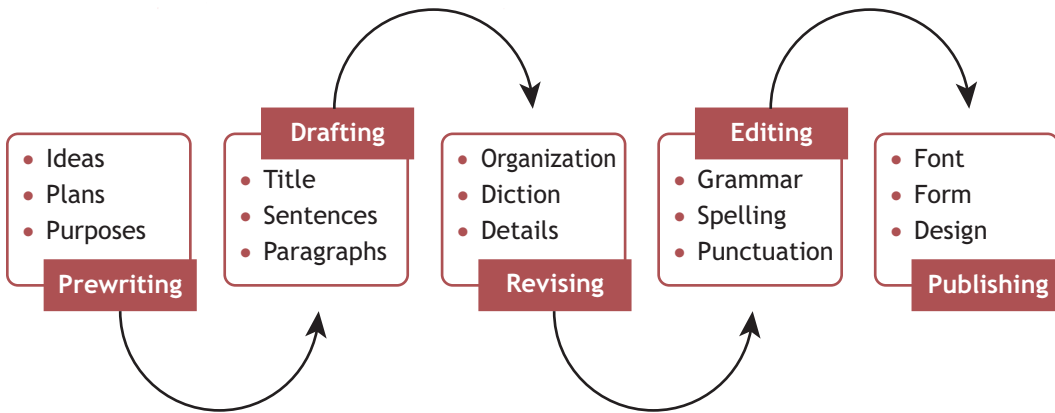 • Ideas
• Plans
• Purposes
Prewriting
Drafting
• Title
• Sentences
• Paragraphs
• Organization
• Diction
• Details
Revising
Editing
• Grammar
• Spelling
• Punctuation
• Font
• Form
• Design
Publishing